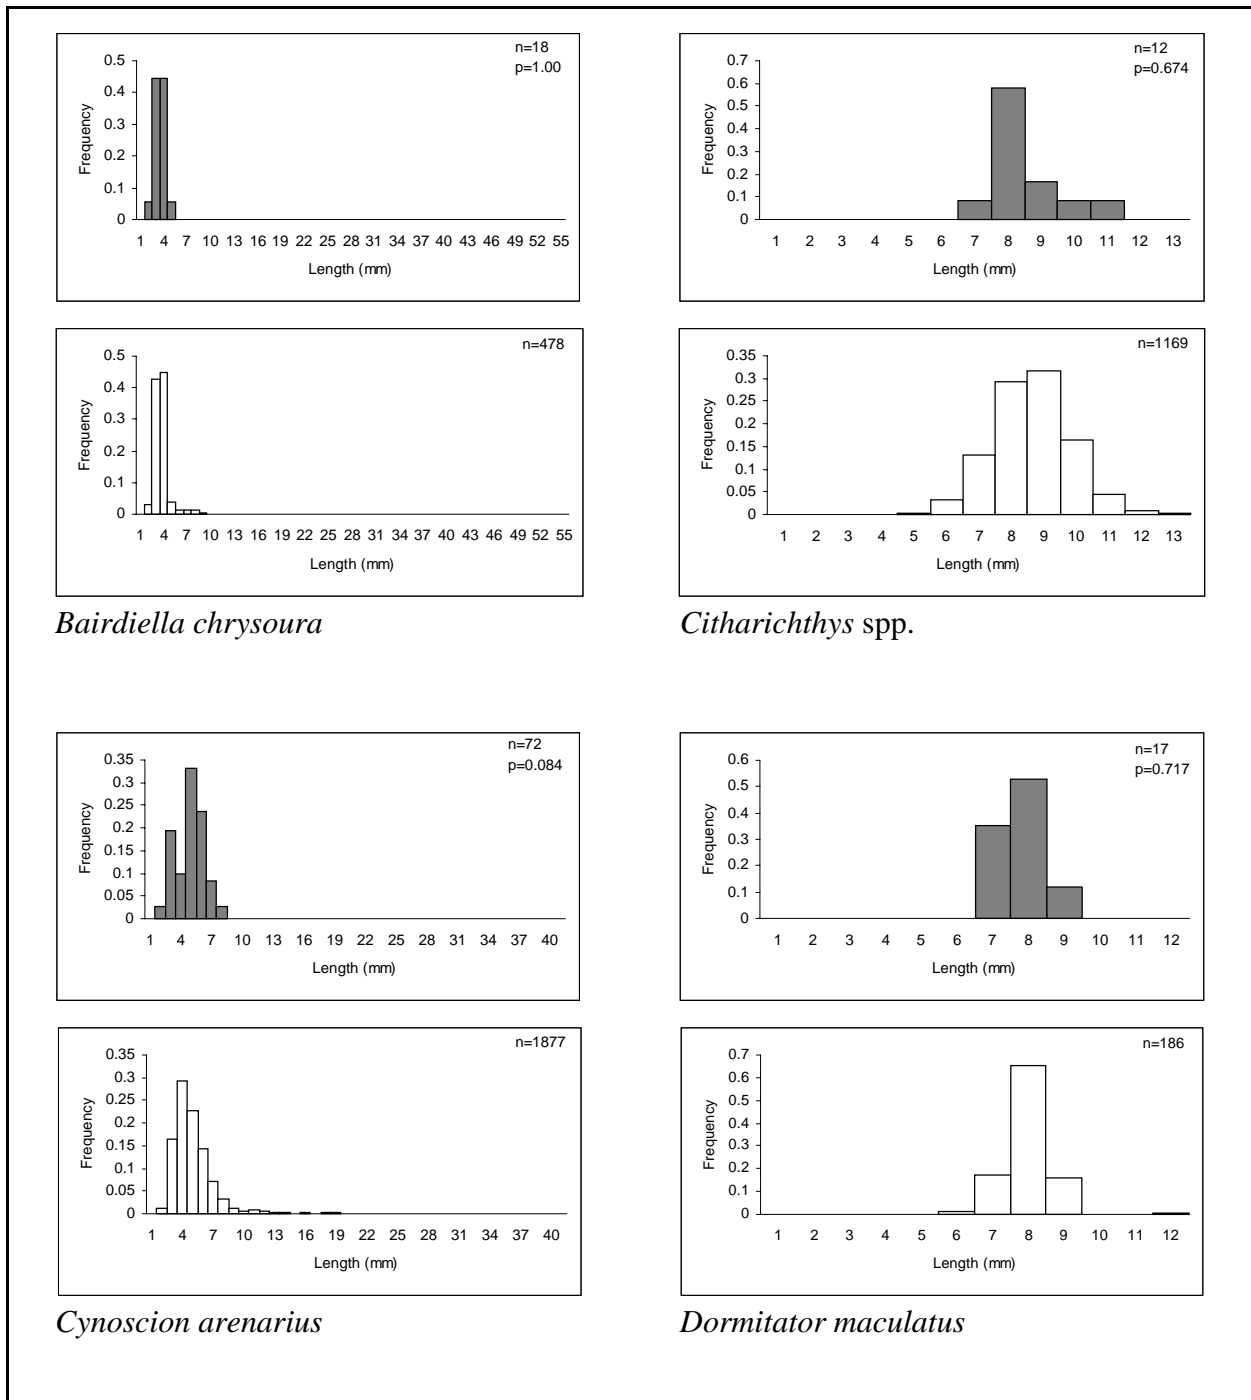 n=18
p=1.00
Frequency
0.5
0.4
0.3
0.2
0.1
0
1 4 7 10 13 16 19 22 25 28 31 34 37 40 43 46 49 52 55
Length (mm)
n=12
p=0.674
Frequency
0.7
0.6
0.5
0.4
0.3
0.2
0.1
0
1 2 3 4 5 6 7 8 9 10 11 12 13
Length (mm)
n=478
Frequency
0.5
0.4
0.3
0.2
0.1
0
1 4 7 10 13 16 19 22 25 28 31 34 37 40 43 46 49 52 55
Length (mm)
n=1169
Frequency
0.35
0.3
0.25
0.2
0.15
0.1
0.05
0
1 2 3 4 5 6 7 8 9 10 11 12 13
Length (mm)
Bairdiella chrysoura
Citharichthys spp.
n=72
p=0.084
Frequency
0.35
0.3
0.25
0.2
0.15
0.1
0.05
0
1 4 7 10 13 16 19 22 25 28 31 34 37 40
Length (mm)
n=17
p=0.717
Frequency
0.6
0.5
0.4
0.3
0.2
0.1
0
1 2 3 4 5 6 7 8 9 10 11 12
Length (mm)
n=1877
Frequency
0.35
0.3
0.25
0.2
0.15
0.1
0.05
0
1 4 7 10 13 16 19 22 25 28 31 34 37 40
Length (mm)
n=186
Frequency
0.7
0.6
0.5
0.4
0.3
0.2
0.1
0
1 2 3 4 5 6 7 8 9 10 11 12
Length (mm)
Cynoscion arenarius
Dormitator maculatus